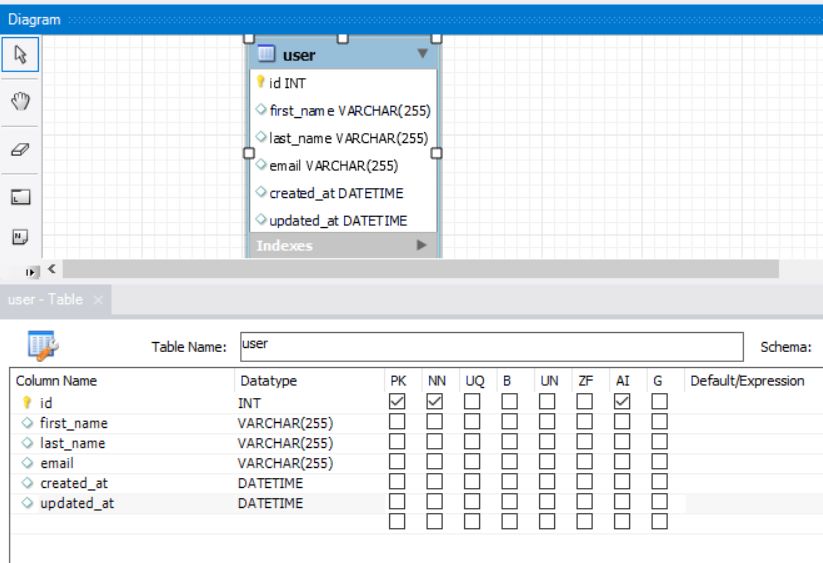 Diagram
user
id INT
first_name VARCHAR(255)
last_name VARCHAR(255)
email VARCHAR(255)
created_at DATETIME
updated_at DATETIME
Indexes
user - Table
Table Name: user Schema:
Column Name Datatype PK NN UQ B UN ZF AI G Default/Expression
id INT
first_name VARCHAR(255)
last_name VARCHAR(255)
email VARCHAR(255)
created_at DATETIME
updated_at DATETIME